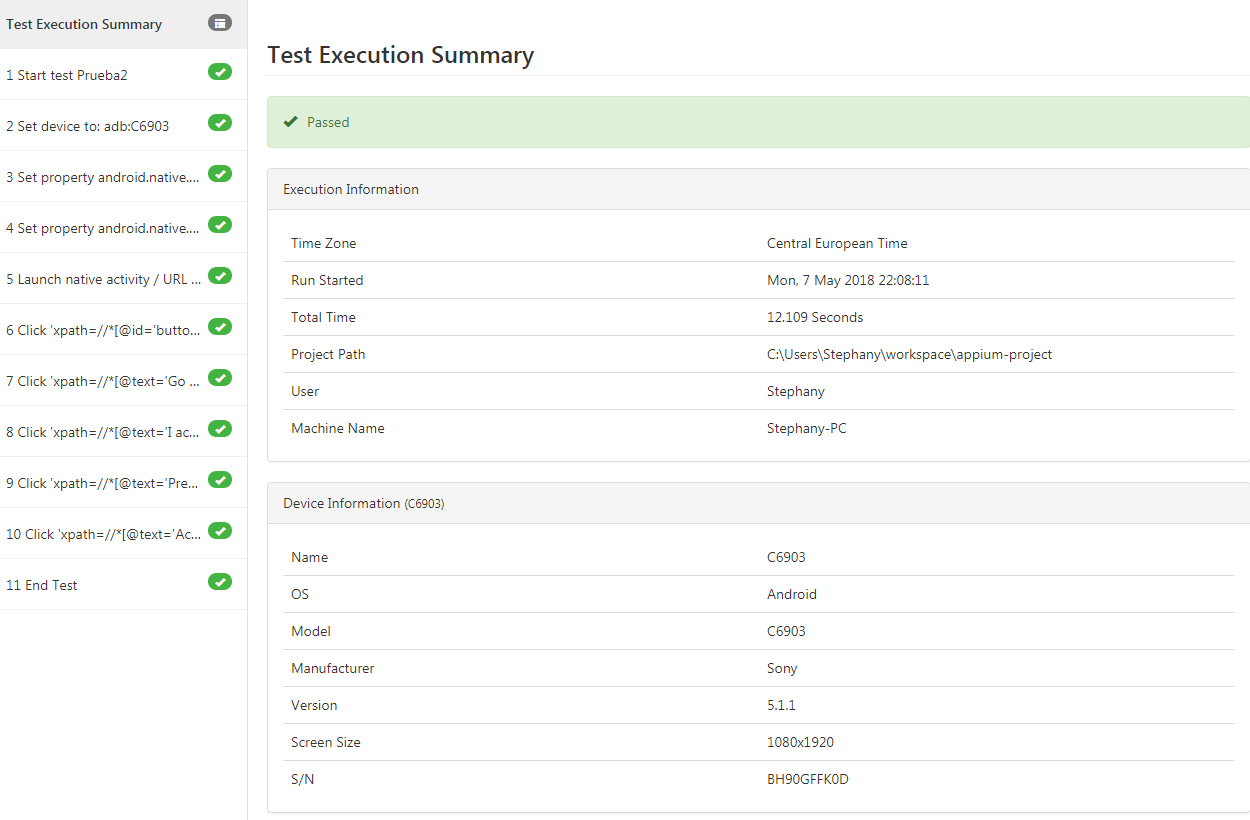 Test Execution Summary
1 Start test Prueba2
2 Set device to: adb:C6903
3 Set property android.native....
4 Set property android.native....
5 Launch native activity / URL ...
6 Click 'xpath=//*[@id='butto...
7 Click 'xpath=//*[@text='Go ...
8 Click 'xpath=//*[@text='I ac...
9 Click 'xpath=//*[@text='Pre...
10 Click 'xpath=//*[@text='Ac...
11 End Test
Test Execution Summary
Passed
Execution Information
Time Zone Central European Time
Run Started Mon, 7 May 2018 22:08:11
Total Time 12.109 Seconds
Project Path C:\Users\Stephany\workspace\appium-project
User Stephany
Machine Name Stephany-PC
Device Information (C6903)
Name C6903
OS Android
Model C6903
Manufacturer Sony
Version 5.1.1
Screen Size 1080x1920
S/N BH90GFFK0D